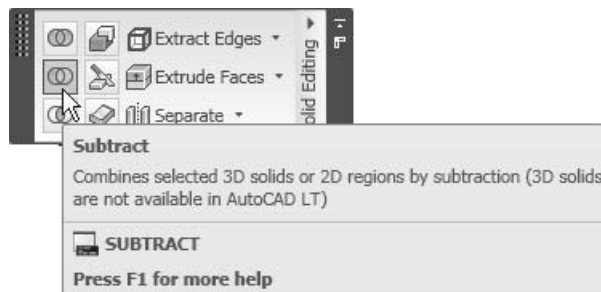 Extract Edges
Extrude Faces
Separate
olid Editing
Subtract
Combines selected 3D solids or 2D regions by subtraction (3D solids
are not available in AutoCAD LT)
SUBTRACT
Press F1 for more help